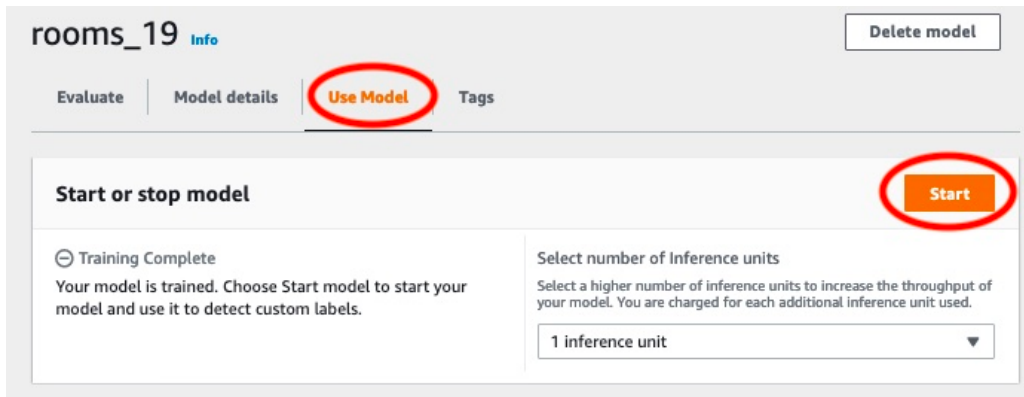 rooms_19 Info
Delete model
Evaluate
Model details
Use Model
Tags
Start or stop model
Start
Training Complete
Your model is trained. Choose Start model to start your
model and use it to detect custom labels.
Select number of Inference units
Select a higher number of inference units to increase the throughput of
your model. You are charged for each additional inference unit used.
1 inference unit